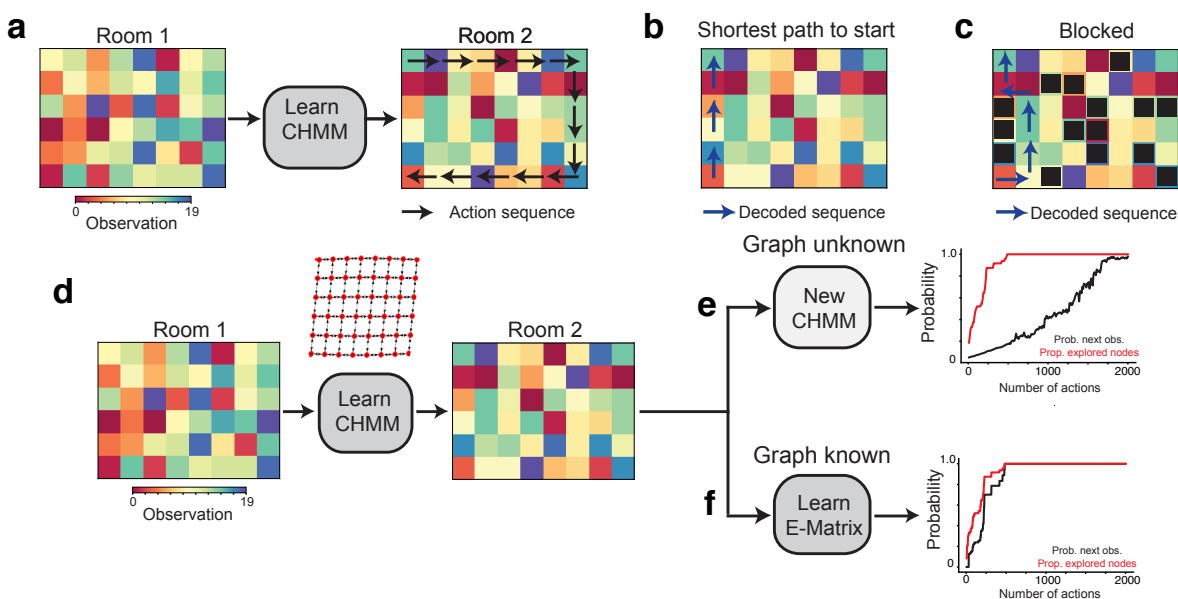 a
Room 1
Learn
CHMM
Room 2
0
19
Observation
Action sequence
b
Shortest path to start
Decoded sequence
c
Blocked
Decoded sequence
d
Room 1
0
19
Observation
Learn
CHMM
Room 2
e
Graph unknown
New
CHMM
Probability
1.0
0
Prob. next obs.
Prop. explored nodes
0
1000
2000
Number of actions
f
Graph known
Learn
E-Matrix
Probability
1.0
0
Prob. next obs.
Prop. explored nodes
0
1000
2000
Number of actions